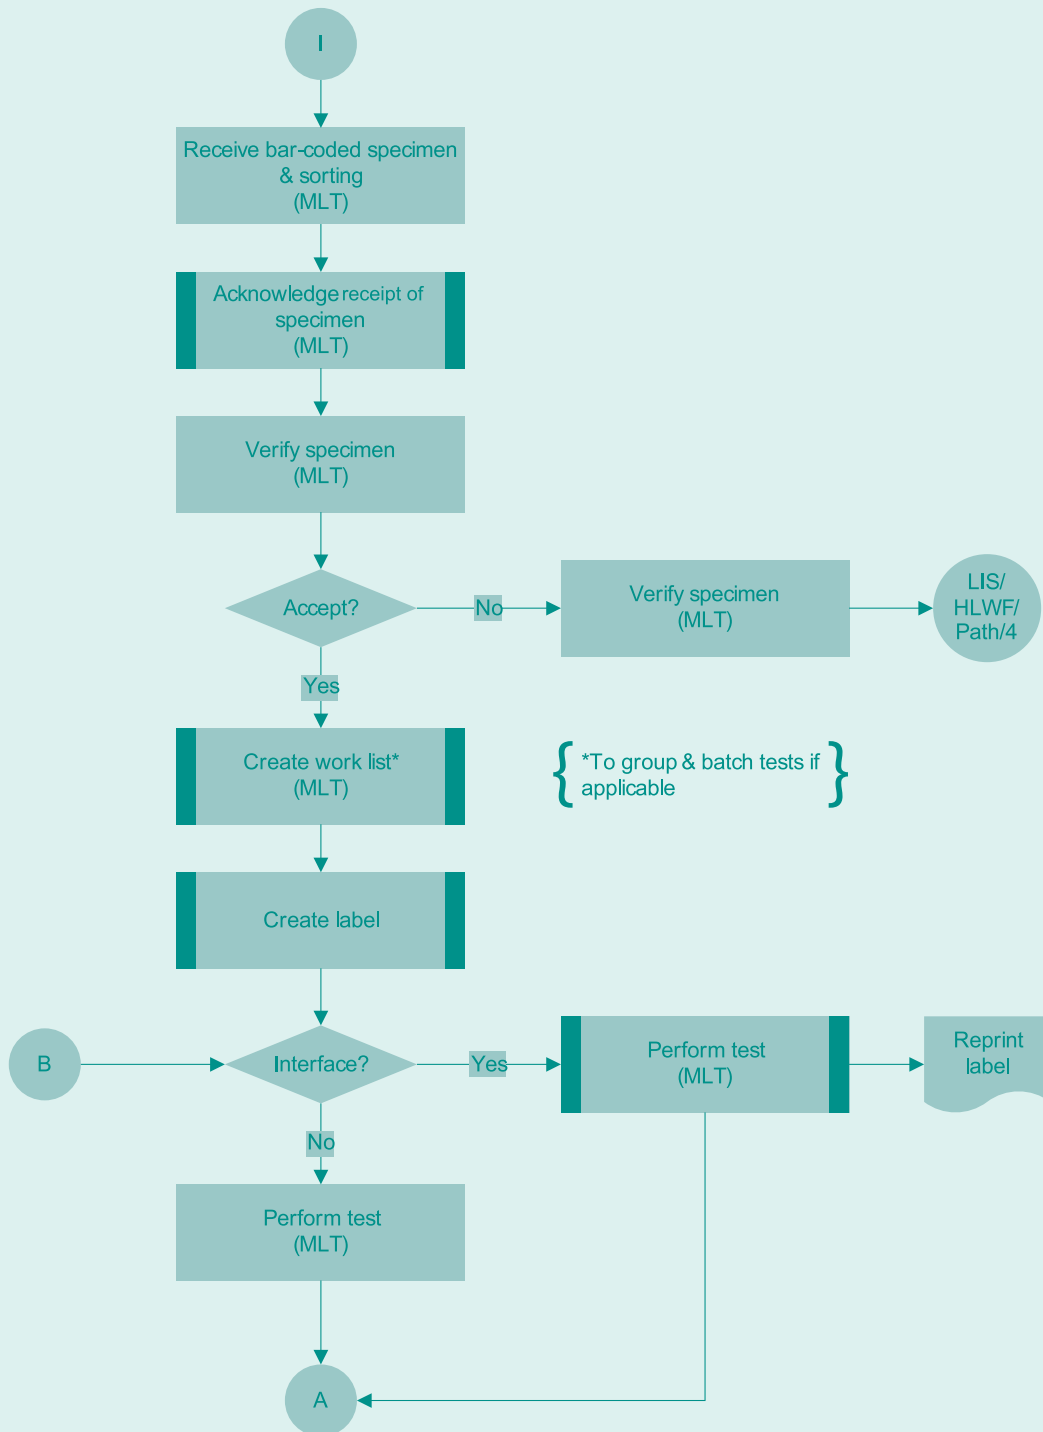 I
Receive bar-coded specimen
& sorting
(MLT)
Acknowledge receipt of
specimen
(MLT)
Verify specimen
(MLT)
Accept?
No
Verify specimen
(MLT)
LIS/
HLWF/
Path/4
Yes
Create work list*
(MLT)
{ *To group & batch tests if
applicable }
Create label
B
Interface?
Yes
Perform test
(MLT)
Reprint
label
No
Perform test
(MLT)
A